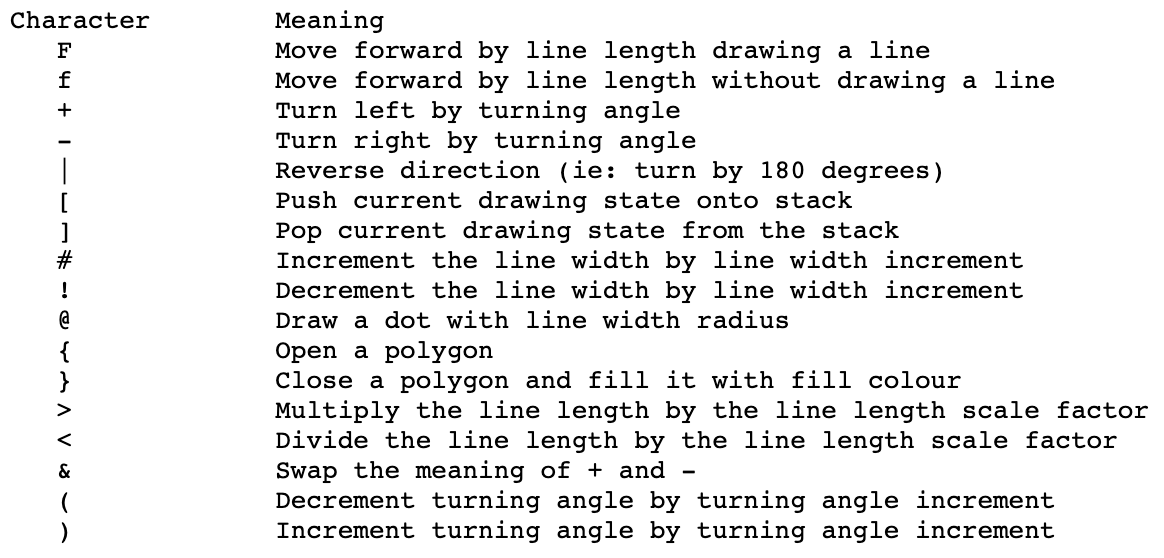 Character Meaning
F Move forward by line length drawing a line
f Move forward by line length without drawing a line
+ Turn left by turning angle
- Turn right by turning angle
| Reverse direction (ie: turn by 180 degrees)
[ Push current drawing state onto stack
] Pop current drawing state from the stack
# Increment the line width by line width increment
! Decrement the line width by line width increment
@ Draw a dot with line width radius
{ Open a polygon
} Close a polygon and fill it with fill colour
> Multiply the line length by the line length scale factor
< Divide the line length by the line length scale factor
& Swap the meaning of + and -
( Decrement turning angle by turning angle increment
) Increment turning angle by turning angle increment